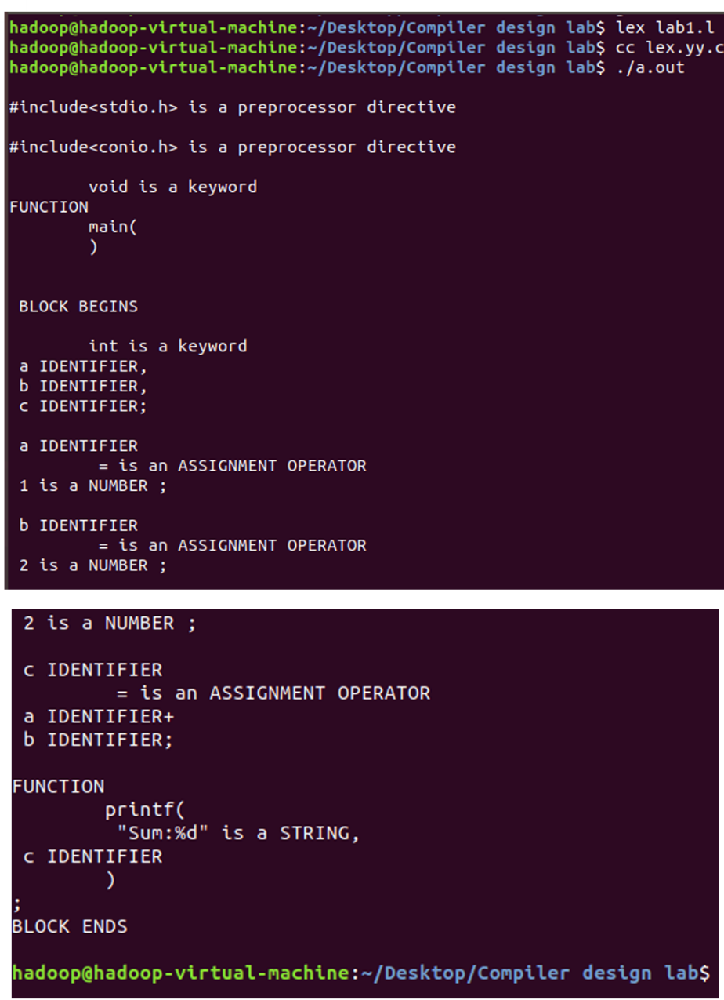 hadoop@hadoop-virtual-machine:~/Desktop/Compiler design lab$ lex lab1.l
hadoop@hadoop-virtual-machine:~/Desktop/Compiler design lab$ cc lex.yy.c
hadoop@hadoop-virtual-machine:~/Desktop/Compiler design lab$ ./a.out
#include<stdio.h> is a preprocessor directive
#include<conio.h> is a preprocessor directive
void is a keyword
FUNCTION
main(
)
BLOCK BEGINS
int is a keyword
a IDENTIFIER,
b IDENTIFIER,
c IDENTIFIER;
a IDENTIFIER
= is an ASSIGNMENT OPERATOR
1 is a NUMBER ;
b IDENTIFIER
= is an ASSIGNMENT OPERATOR
2 is a NUMBER ;
2 is a NUMBER ;
c IDENTIFIER
= is an ASSIGNMENT OPERATOR
a IDENTIFIER+
b IDENTIFIER;
FUNCTION
printf(
"Sum:%d" is a STRING,
c IDENTIFIER
)
;
BLOCK ENDS
hadoop@hadoop-virtual-machine:~/Desktop/Compiler design lab$